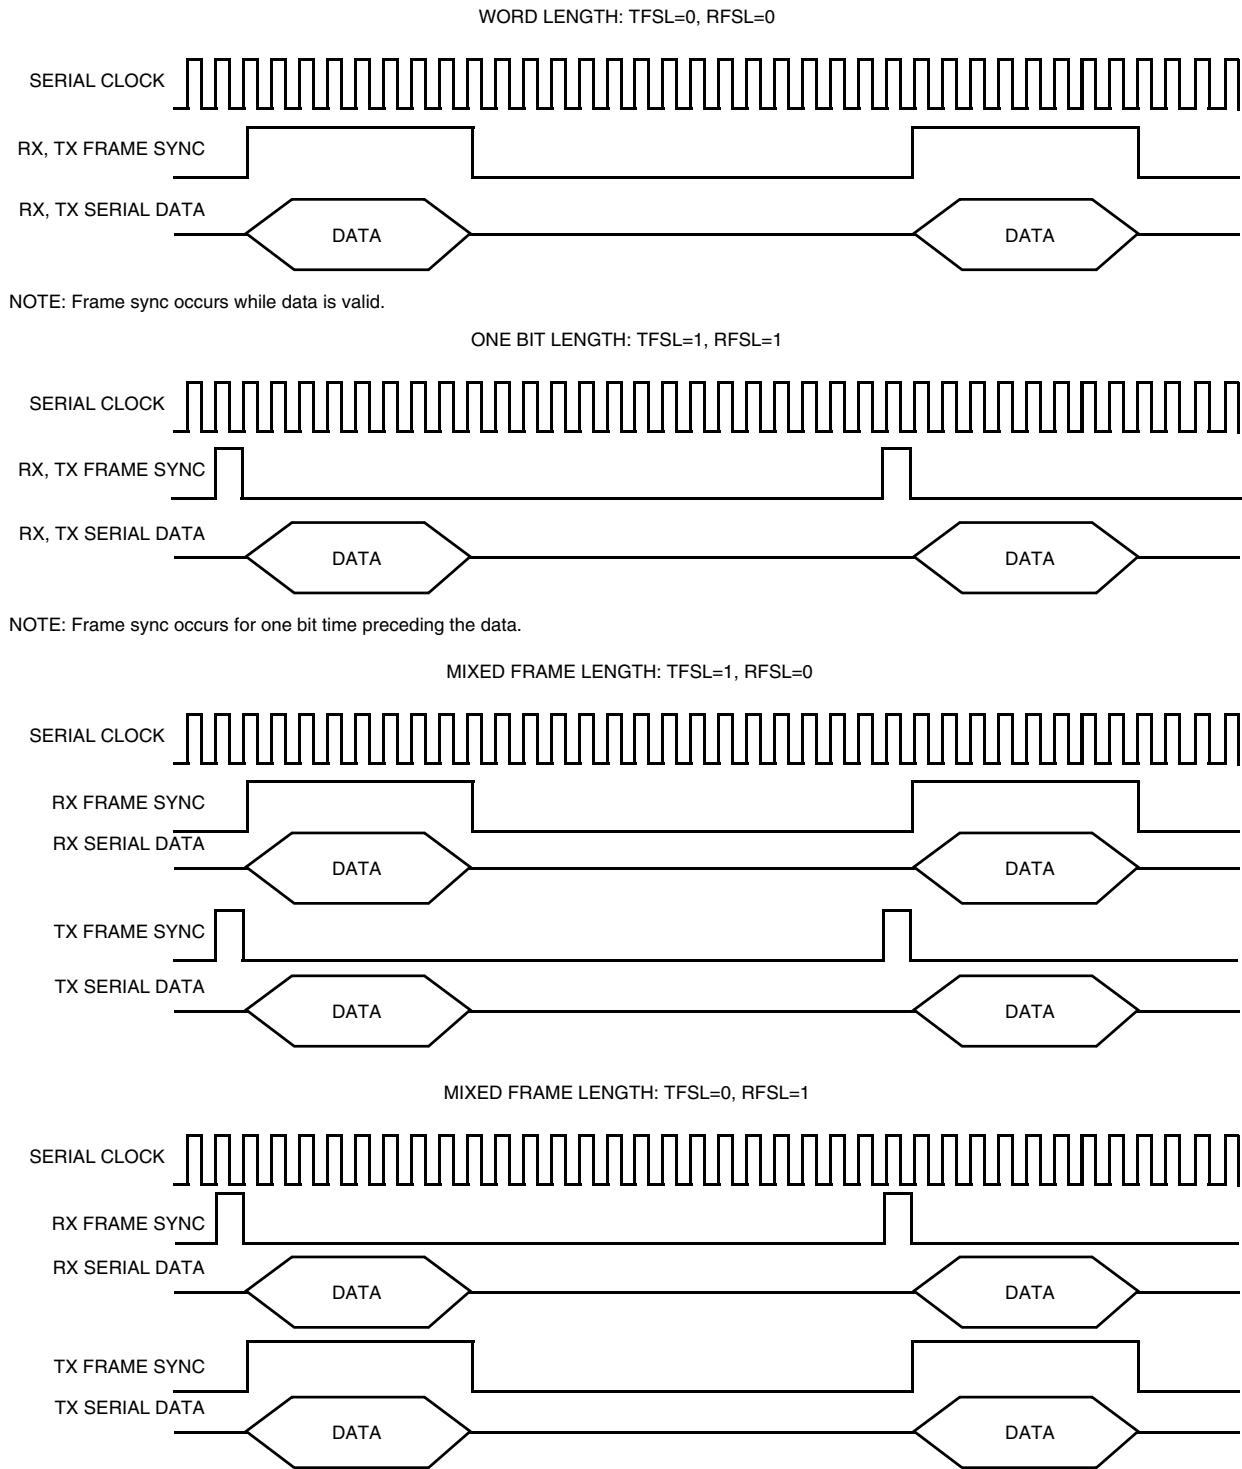 WORD LENGTH: TFSL=0, RFSL=0
SERIAL CLOCK
RX, TX FRAME SYNC
RX, TX SERIAL DATA
DATA
DATA
NOTE: Frame sync occurs while data is valid.
ONE BIT LENGTH: TFSL=1, RFSL=1
SERIAL CLOCK
RX, TX FRAME SYNC
RX, TX SERIAL DATA
DATA
DATA
NOTE: Frame sync occurs for one bit time preceding the data.
MIXED FRAME LENGTH: TFSL=1, RFSL=0
SERIAL CLOCK
RX FRAME SYNC
RX SERIAL DATA
DATA
DATA
TX FRAME SYNC
TX SERIAL DATA
DATA
DATA
MIXED FRAME LENGTH: TFSL=0, RFSL=1
SERIAL CLOCK
RX FRAME SYNC
RX SERIAL DATA
DATA
DATA
TX FRAME SYNC
TX SERIAL DATA
DATA
DATA